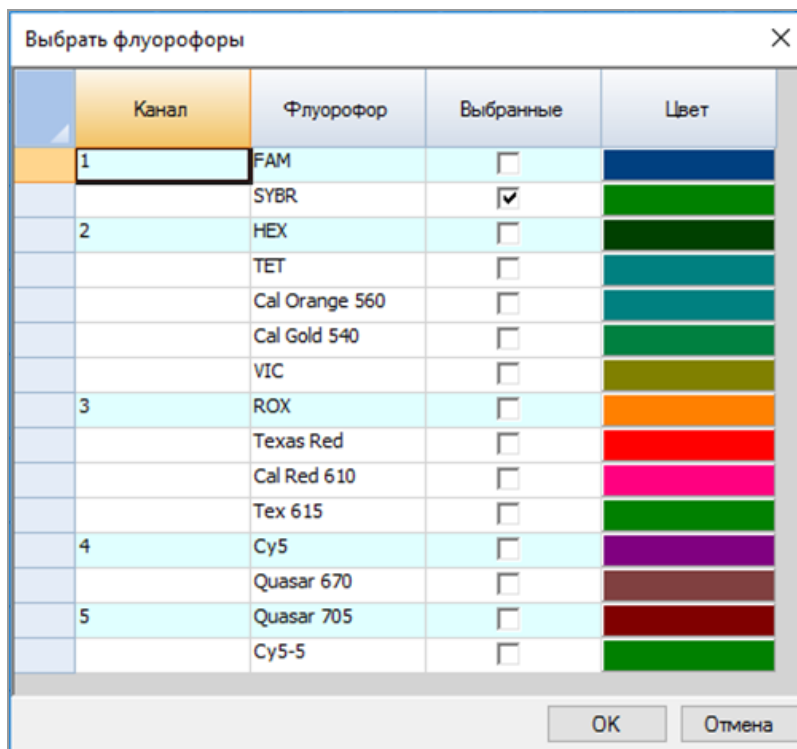 Выбрать флуорофоры
Канал Флуорофор Выбранные Цвет
1 FAM
SYBR
2 HEX
TET
Cal Orange 560
Cal Gold 540
VIC
3 ROX
Texas Red
Cal Red 610
Tex 615
4 Cy5
Quasar 670
5 Quasar 705
Cy5-5
OK Отмена